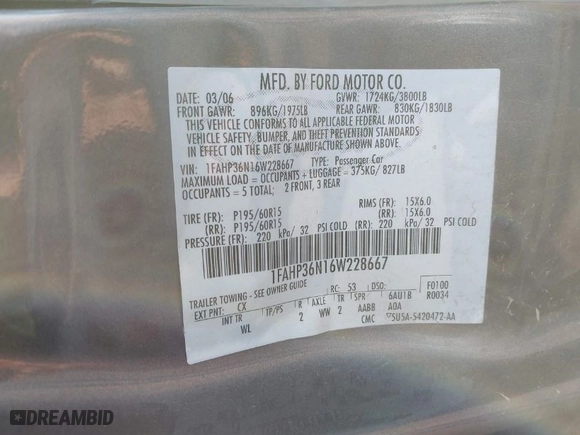 MFD. BY FORD MOTOR CO.
DATE: 03/06 GVWR: 1724KG/3800LB
FRONT GAWR: 896KG/1975LB REAR GAWR: 830KG/1830LB
THIS VEHICLE CONFORMS TO ALL APPLICABLE FEDERAL MOTOR
VEHICLE SAFETY, BUMPER, AND THEFT PREVENTION STANDARDS
IN EFFECT ON THE DATE OF MANUFACTURE SHOWN ABOVE.
VIN: 1FAHP36N16W228667 TYPE: Passenger Car
MAXIMUM LOAD = OCCUPANTS + LUGGAGE = 375KG/ 827LB
OCCUPANTS = 5 TOTAL: 2 FRONT, 3 REAR
TIRE (FR): P195/60R15 RIMS (FR): 15X6.0
(RR): P195/60R15 (RR): 15X6.0
PRESSURE (FR): 220 kPa/ 32 PSI COLD (RR): 220 kPa/ 32 PSI COLD
1FAHP36N16W228667
TRAILER TOWING - SEE OWNER GUIDE RC: 53 DSO: F0100
EXT PNT: CX TP/PS R AXLE TR SPR 6AU1B R0034
INT TR 2 WW 2 AABB A0A
WL CMC 5U5A-5420472-AA
DREAMBID